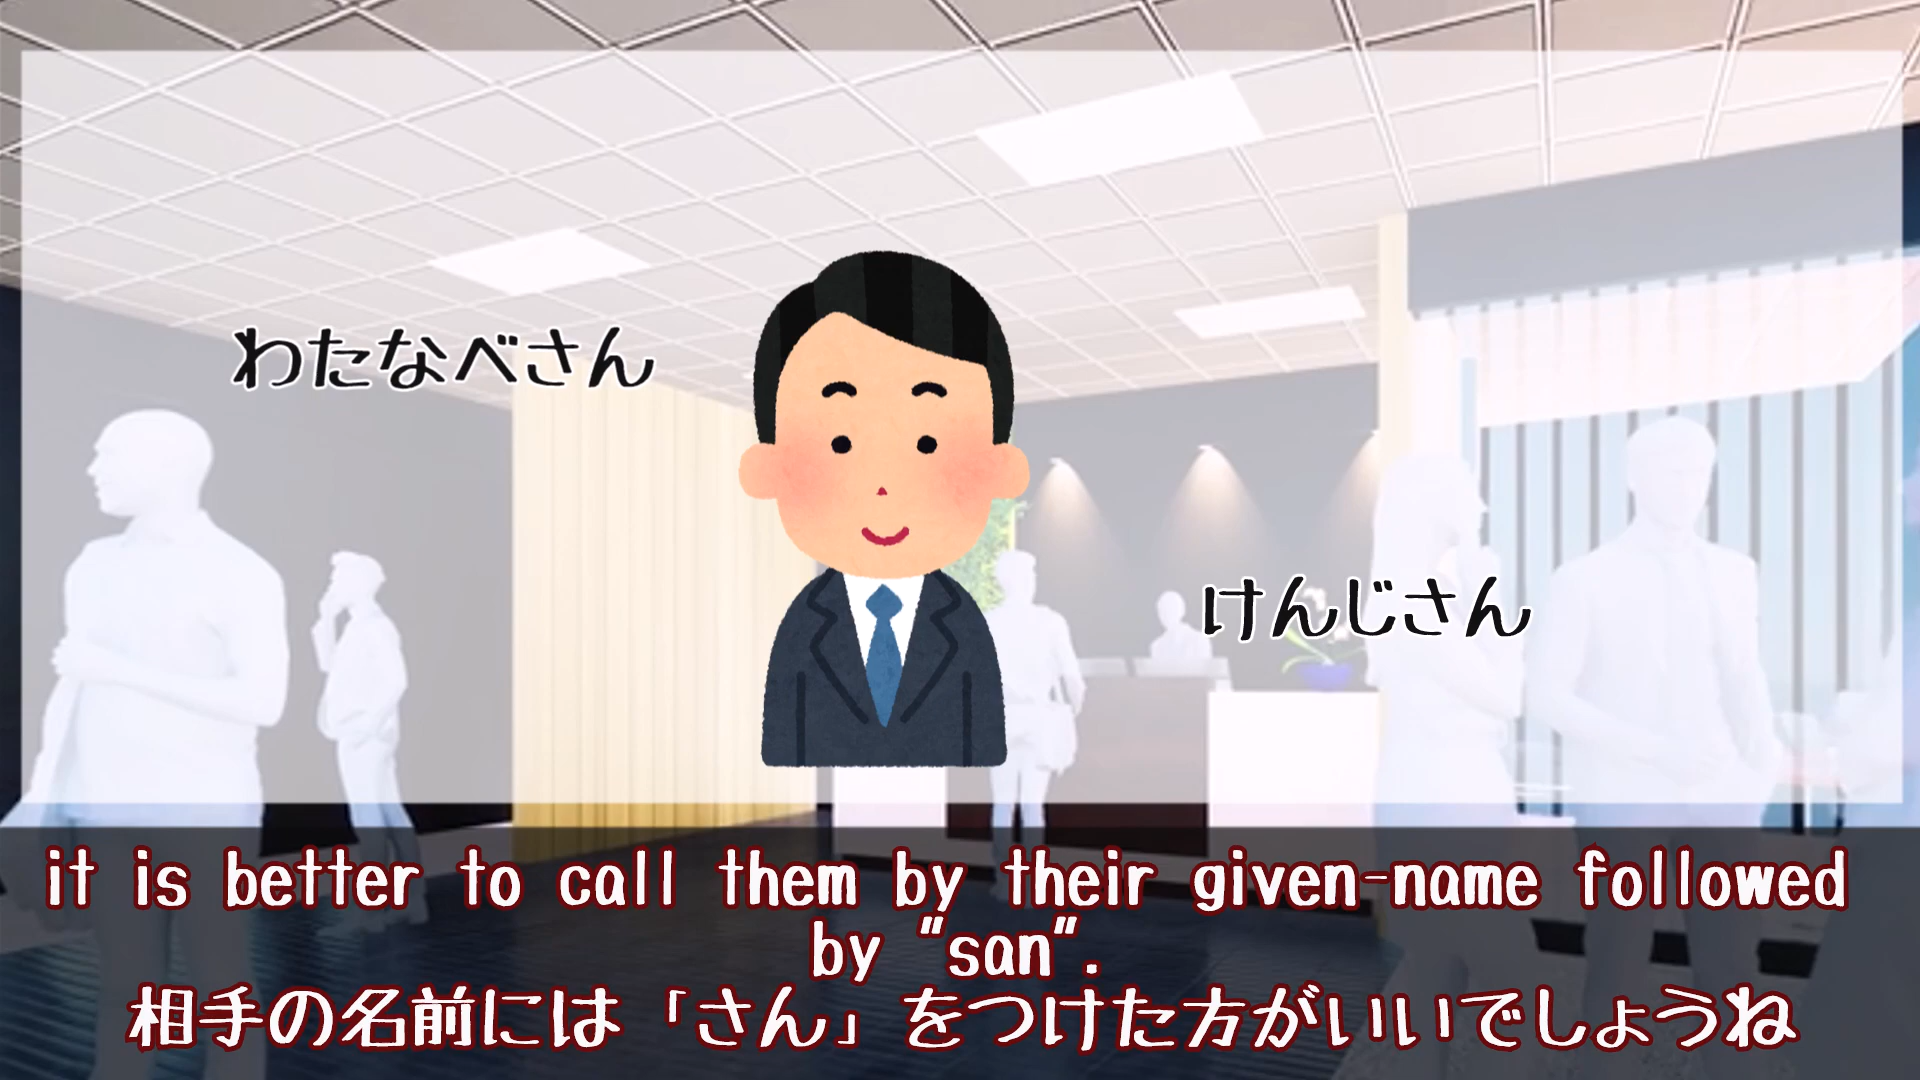 わたなべさん
けんじさん
it is better to call them by their given-name followed
by "san".
相手の名前には「さん」をつけた方がいいでしょうね